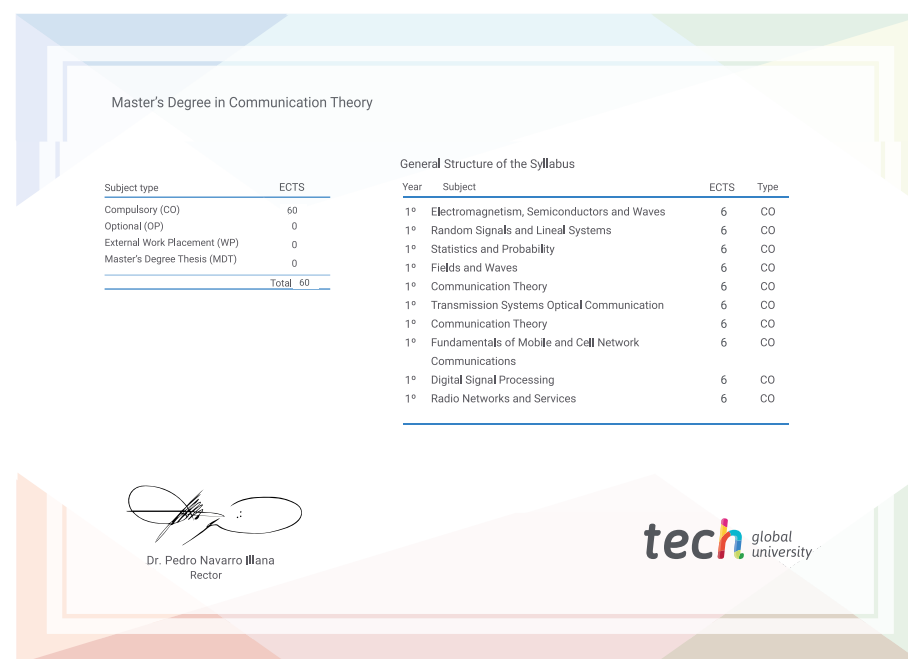 Master's Degree in Communication Theory
General Structure of the Syllabus
Subject type ECTS
Compulsory (CO) 60
Optional (OP) 0
External Work Placement (WP) 0
Master's Degree Thesis (MDT) 0
Total 60
Year Subject ECTS Type
1º Electromagnetism, Semiconductors and Waves 6 CO
1º Random Signals and Lineal Systems 6 CO
1º Statistics and Probability 6 CO
1º Fields and Waves 6 CO
1º Communication Theory 6 CO
1º Transmission Systems Optical Communication 6 CO
1º Communication Theory 6 CO
1º Fundamentals of Mobile and Cell Network 6 CO
Communications
1º Digital Signal Processing 6 CO
1º Radio Networks and Services 6 CO
Dr. Pedro Navarro Illana
Rector
tech global
university